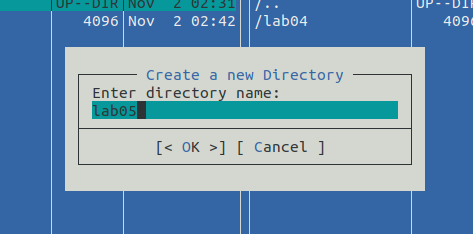 UP--DIR Nov  2 02:31 /.. UP--DIR
4096 Nov  2 02:42 /lab04 4096
Create a new Directory
Enter directory name:
lab05
[< OK >] [ Cancel ]